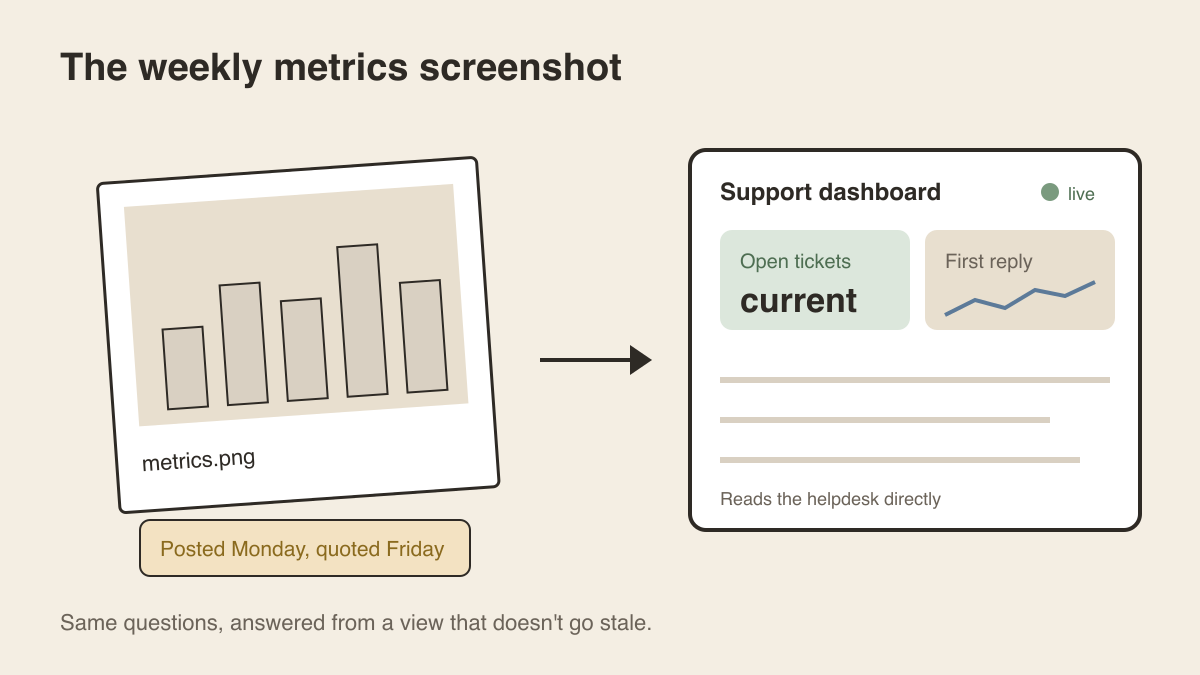 The weekly metrics screenshot
metrics.png
Posted Monday, quoted Friday
Support dashboard
live
Open tickets
current
First reply
Reads the helpdesk directly
Same questions, answered from a view that doesn't go stale.